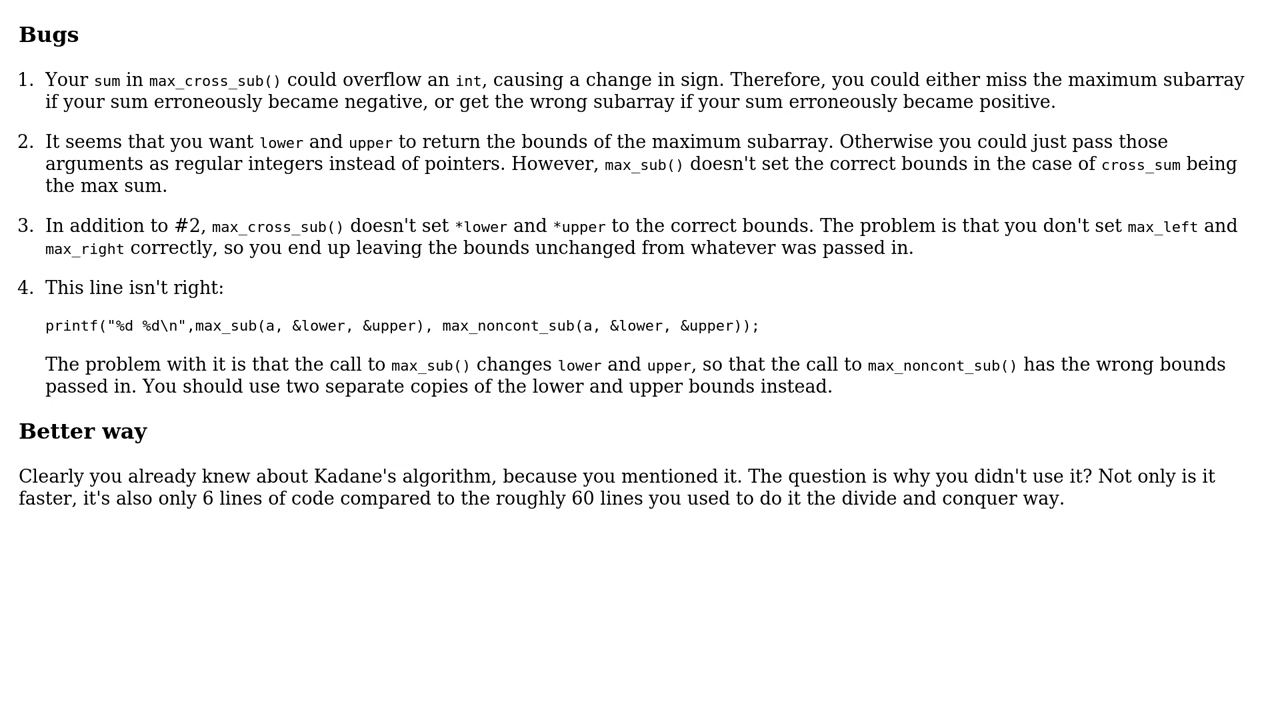 Bugs
1. Your sum in max_cross_sub() could overflow an int, causing a change in sign. Therefore, you could either miss the maximum subarray
if your sum erroneously became negative, or get the wrong subarray if your sum erroneously became positive.
2. It seems that you want lower and upper to return the bounds of the maximum subarray. Otherwise you could just pass those
arguments as regular integers instead of pointers. However, max_sub() doesn't set the correct bounds in the case of cross_sum being
the max sum.
3. In addition to #2, max_cross_sub() doesn't set *lower and *upper to the correct bounds. The problem is that you don't set max_left and
max_right correctly, so you end up leaving the bounds unchanged from whatever was passed in.
4. This line isn't right:
printf("%d %d\n",max_sub(a, &lower, &upper), max_noncont_sub(a, &lower, &upper));
The problem with it is that the call to max_sub() changes lower and upper, so that the call to max_noncont_sub() has the wrong bounds
passed in. You should use two separate copies of the lower and upper bounds instead.
Better way
Clearly you already knew about Kadane's algorithm, because you mentioned it. The question is why you didn't use it? Not only is it
faster, it's also only 6 lines of code compared to the roughly 60 lines you used to do it the divide and conquer way.